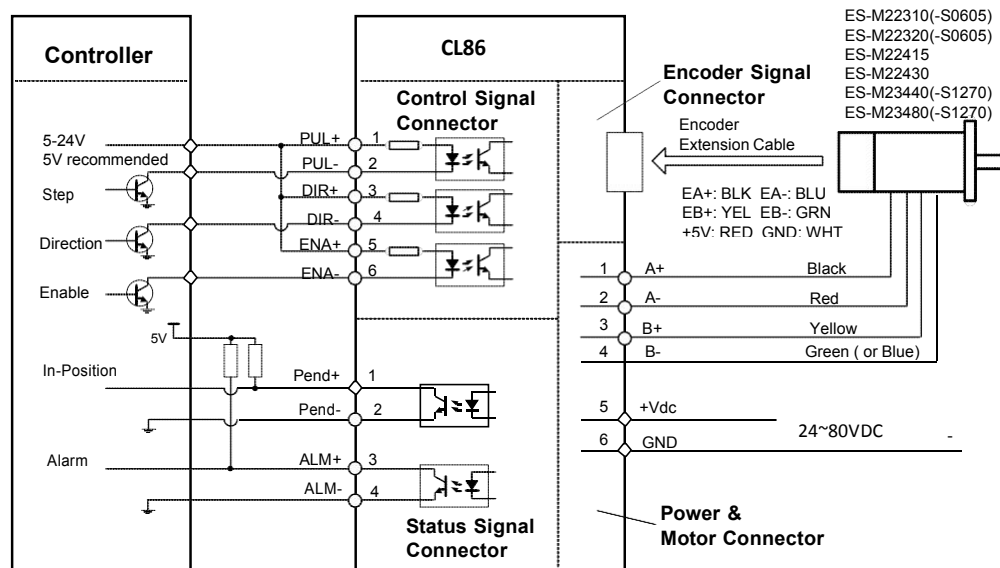 Controller
5-24V
5V recommended
Step
Direction
Enable
5V
In-Position
Alarm
CL86
Control Signal
Connector
PUL+ 1
PUL- 2
DIR+ 3
DIR- 4
ENA+ 5
ENA- 6
Pend+ 1
Pend- 2
ALM+ 3
ALM- 4
Status Signal
Connector
Encoder Signal
Connector
Encoder
Extension Cable
EA+: BLK EA-: BLU
EB+: YEL EB-: GRN
+5V: RED GND: WHT
ES-M22310(-S0605)
ES-M22320(-S0605)
ES-M22415
ES-M22430
ES-M23440(-S1270)
ES-M23480(-S1270)
1 A+ Black
2 A- Red
3 B+ Yellow
4 B- Green ( or Blue)
5 +Vdc
24~80VDC -
6 GND
Power &
Motor Connector